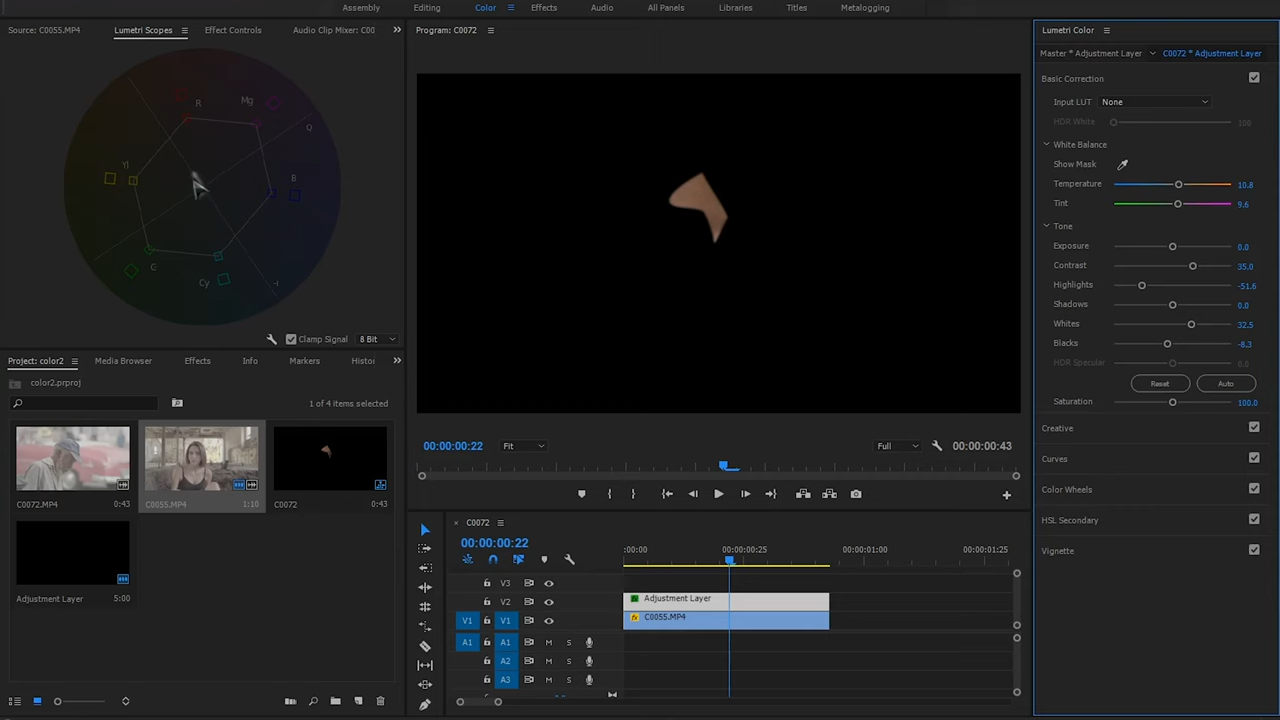 Assembly Editing Color Effects Audio All Panels Libraries Titles Metalogging
Source: C0055.MP4 Lumetri Scopes Effect Controls Audio Clip Mixer: C00
Program: C0072
Lumetri Color
Master * Adjustment Layer C0072 * Adjustment Layer
Basic Correction
Input LUT None
HDR White 100
White Balance
Show Mask
Temperature 10.8
Tint 9.6
Tone
Exposure 0.0
Contrast 35.0
Highlights -51.6
Shadows 0.0
Whites 32.5
Blacks -8.3
HDR Specular 0.0
Reset Auto
Saturation 100.0
Creative
Curves
Color Wheels
HSL Secondary
Vignette
R Mg
Q
Yl B
G Cy -i
Clamp Signal 8 Bit
Project: color2 Media Browser Effects Info Markers Histo
color2.prproj
1 of 4 items selected
C0072.MP4 0:43 C0055.MP4 1:10 C0072 0:43
Adjustment Layer 5:00
00:00:00:22 Fit Full 00:00:00:43
C0072
00:00:00:22
:00:00 00:00:00:25 00:00:01:00 00:00:01:25
V3
V2 Adjustment Layer
V1 V1 C0055.MP4
A1 A1 M S
A2 M S
A3 M S